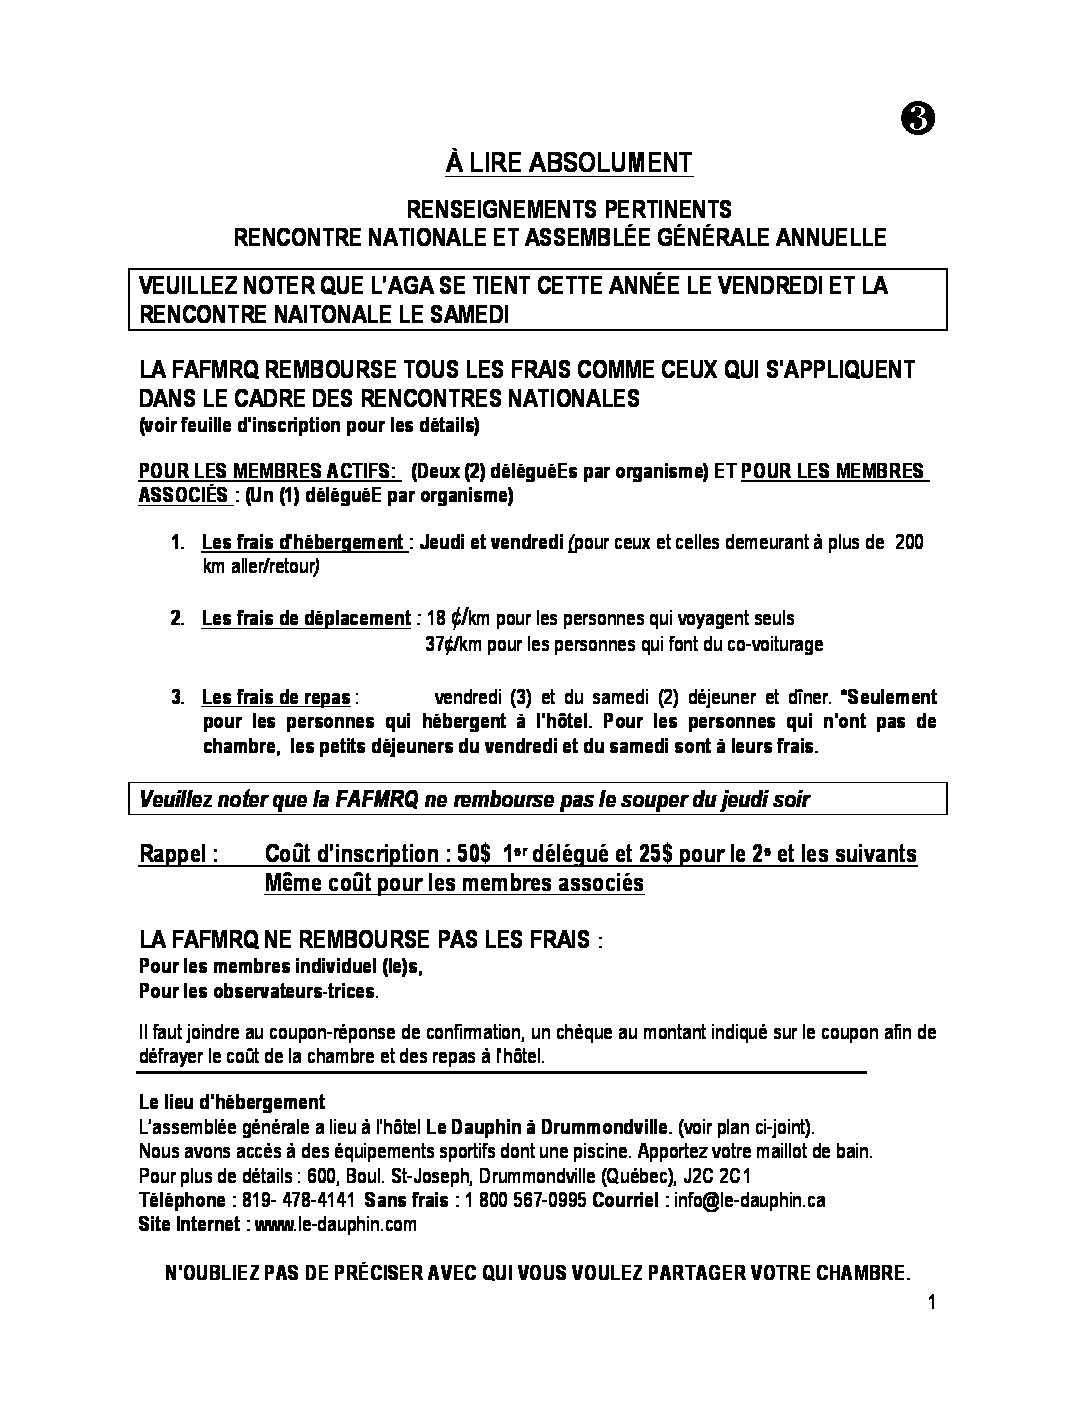 ❸
À LIRE ABSOLUMENT
RENSEIGNEMENTS PERTINENTS
RENCONTRE NATIONALE ET ASSEMBLÉE GÉNÉRALE ANNUELLE
VEUILLEZ NOTER QUE L'AGA SE TIENT CETTE ANNÉE LE VENDREDI ET LA
RENCONTRE NAITONALE LE SAMEDI
LA FAFMRQ REMBOURSE TOUS LES FRAIS COMME CEUX QUI S'APPLIQUENT
DANS LE CADRE DES RENCONTRES NATIONALES
(voir feuille d'inscription pour les détails)
POUR LES MEMBRES ACTIFS: (Deux (2) déléguéEs par organisme) ET POUR LES MEMBRES
ASSOCIÉS : (Un (1) déléguéE par organisme)
1. Les frais d'hébergement : Jeudi et vendredi (pour ceux et celles demeurant à plus de 200
km aller/retour)
2. Les frais de déplacement : 18 ¢/km pour les personnes qui voyagent seuls
37¢/km pour les personnes qui font du co-voiturage
3. Les frais de repas : vendredi (3) et du samedi (2) déjeuner et dîner. *Seulement
pour les personnes qui hébergent à l'hôtel. Pour les personnes qui n'ont pas de
chambre, les petits déjeuners du vendredi et du samedi sont à leurs frais.
Veuillez noter que la FAFMRQ ne rembourse pas le souper du jeudi soir
Rappel : Coût d'inscription : 50$ 1er délégué et 25$ pour le 2e et les suivants
Même coût pour les membres associés
LA FAFMRQ NE REMBOURSE PAS LES FRAIS :
Pour les membres individuel (le)s,
Pour les observateurs-trices.
Il faut joindre au coupon-réponse de confirmation, un chèque au montant indiqué sur le coupon afin de
défrayer le coût de la chambre et des repas à l'hôtel.
Le lieu d'hébergement
L'assemblée générale a lieu à l'hôtel Le Dauphin à Drummondville. (voir plan ci-joint).
Nous avons accès à des équipements sportifs dont une piscine. Apportez votre maillot de bain.
Pour plus de détails : 600, Boul. St-Joseph, Drummondville (Québec), J2C 2C1
Téléphone : 819- 478-4141 Sans frais : 1 800 567-0995 Courriel : info@le-dauphin.ca
Site Internet : www.le-dauphin.com
N'OUBLIEZ PAS DE PRÉCISER AVEC QUI VOUS VOULEZ PARTAGER VOTRE CHAMBRE.
1